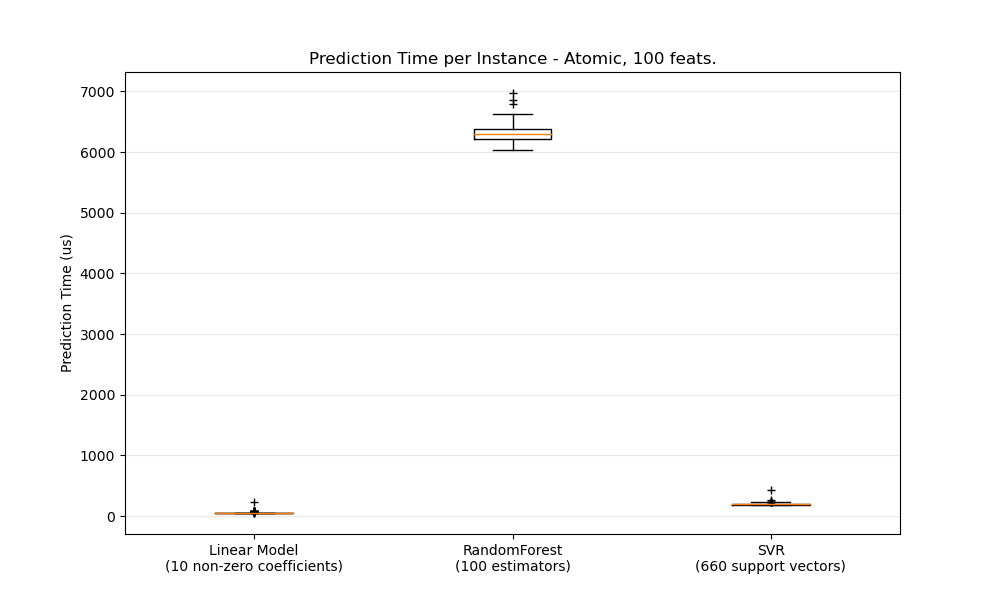 Prediction Time per Instance - Atomic, 100 feats.
Prediction Time (us)
7000
6000
5000
4000
3000
2000
1000
0
Linear Model
(10 non-zero coefficients)
RandomForest
(100 estimators)
SVR
(660 support vectors)